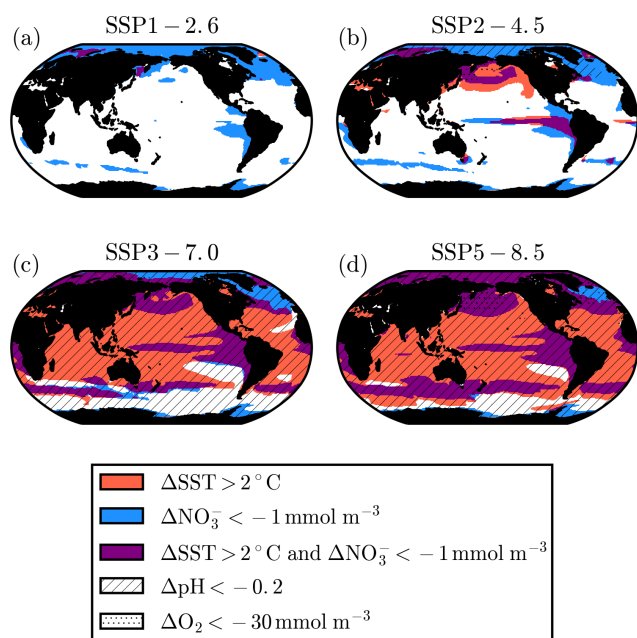 (a) SSP1 − 2.6
(b) SSP2 − 4.5
(c) SSP3 − 7.0
(d) SSP5 − 8.5
ΔSST > 2 °C
ΔNO₃⁻ < −1 mmol m⁻³
ΔSST > 2 °C and ΔNO₃⁻ < −1 mmol m⁻³
ΔpH < −0.2
ΔO₂ < −30 mmol m⁻³